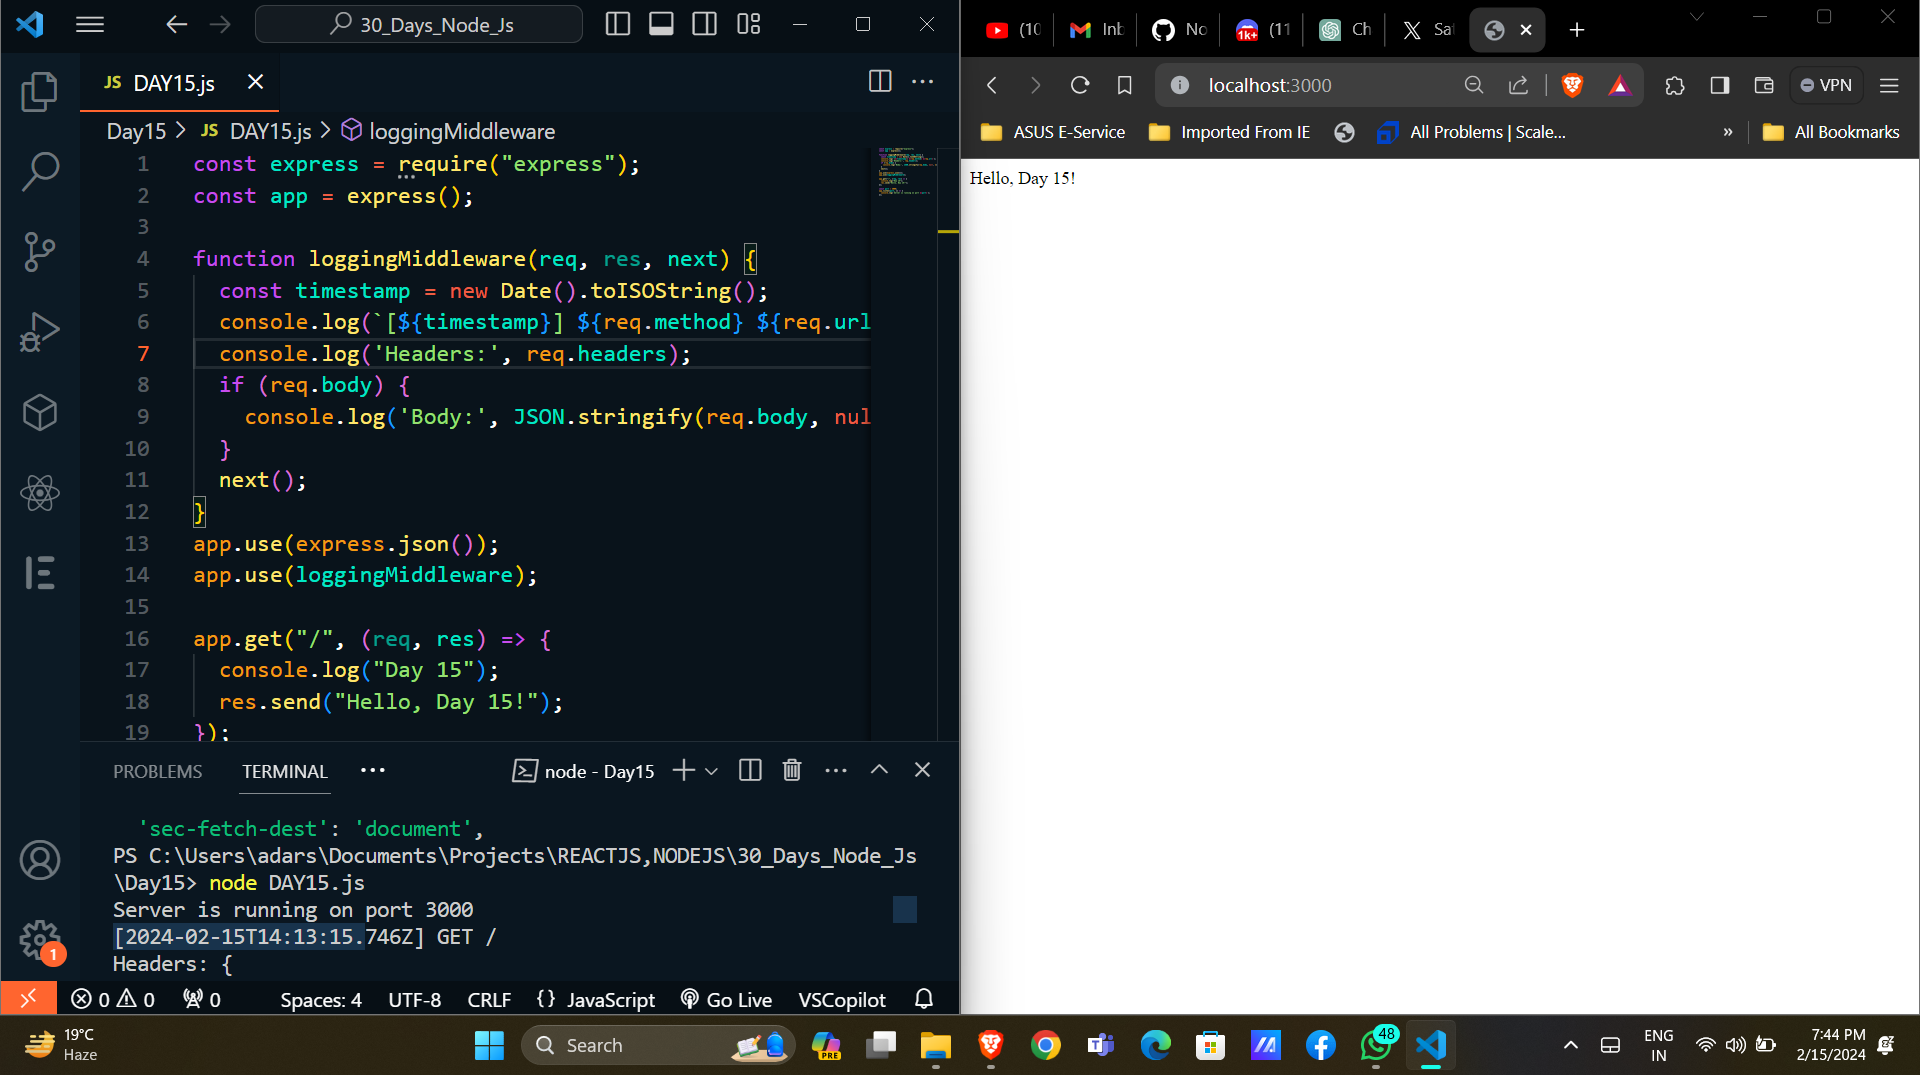 30_Days_Node_Js
JS DAY15.js
Day15 > JS DAY15.js > loggingMiddleware
1 const express = require("express");
2 const app = express();
3
4 function loggingMiddleware(req, res, next) {
5 const timestamp = new Date().toISOString();
6 console.log(`[${timestamp}] ${req.method} ${req.url
7 console.log('Headers:', req.headers);
8 if (req.body) {
9 console.log('Body:', JSON.stringify(req.body, nul
10 }
11 next();
12 }
13 app.use(express.json());
14 app.use(loggingMiddleware);
15
16 app.get("/", (req, res) => {
17 console.log("Day 15");
18 res.send("Hello, Day 15!");
19 });
PROBLEMS TERMINAL ··· node - Day15
'sec-fetch-dest': 'document',
PS C:\Users\adars\Documents\Projects\REACTJS,NODEJS\30_Days_Node_Js
\Day15> node DAY15.js
Server is running on port 3000
[2024-02-15T14:13:15.746Z] GET /
Headers: {
1
0 0 0 Spaces: 4 UTF-8 CRLF {} JavaScript Go Live VSCopilot
(10 Inb No 1k+ (11 Ch Sat
localhost:3000 VPN
ASUS E-Service Imported From IE All Problems | Scale... » All Bookmarks
Hello, Day 15!
19°C
Haze
Search
PRE
48
ENG
IN
7:44 PM
2/15/2024